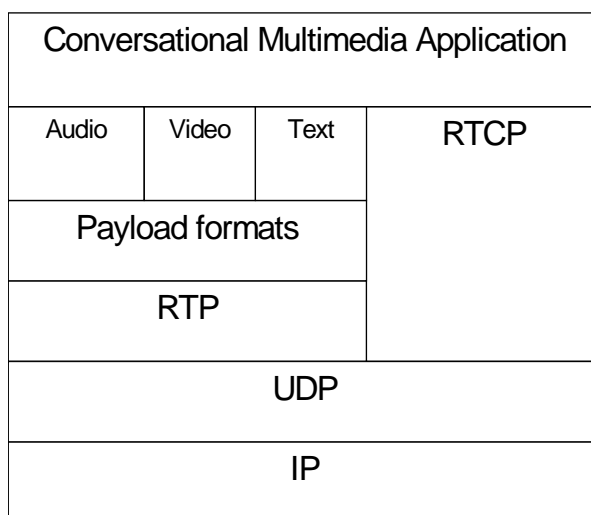 Conversational Multimedia Application
Audio
Video
Text
RTCP
Payload formats
RTP
UDP
IP